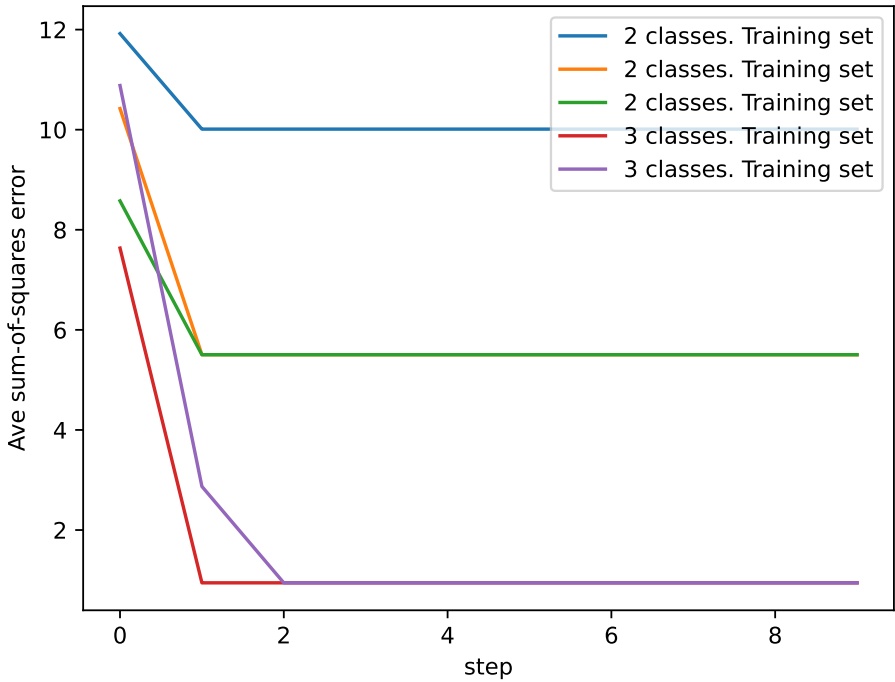 12
10
8
6
4
2
Ave sum-of-squares error
2 classes. Training set
2 classes. Training set
2 classes. Training set
3 classes. Training set
3 classes. Training set
0 2 4 6 8
step